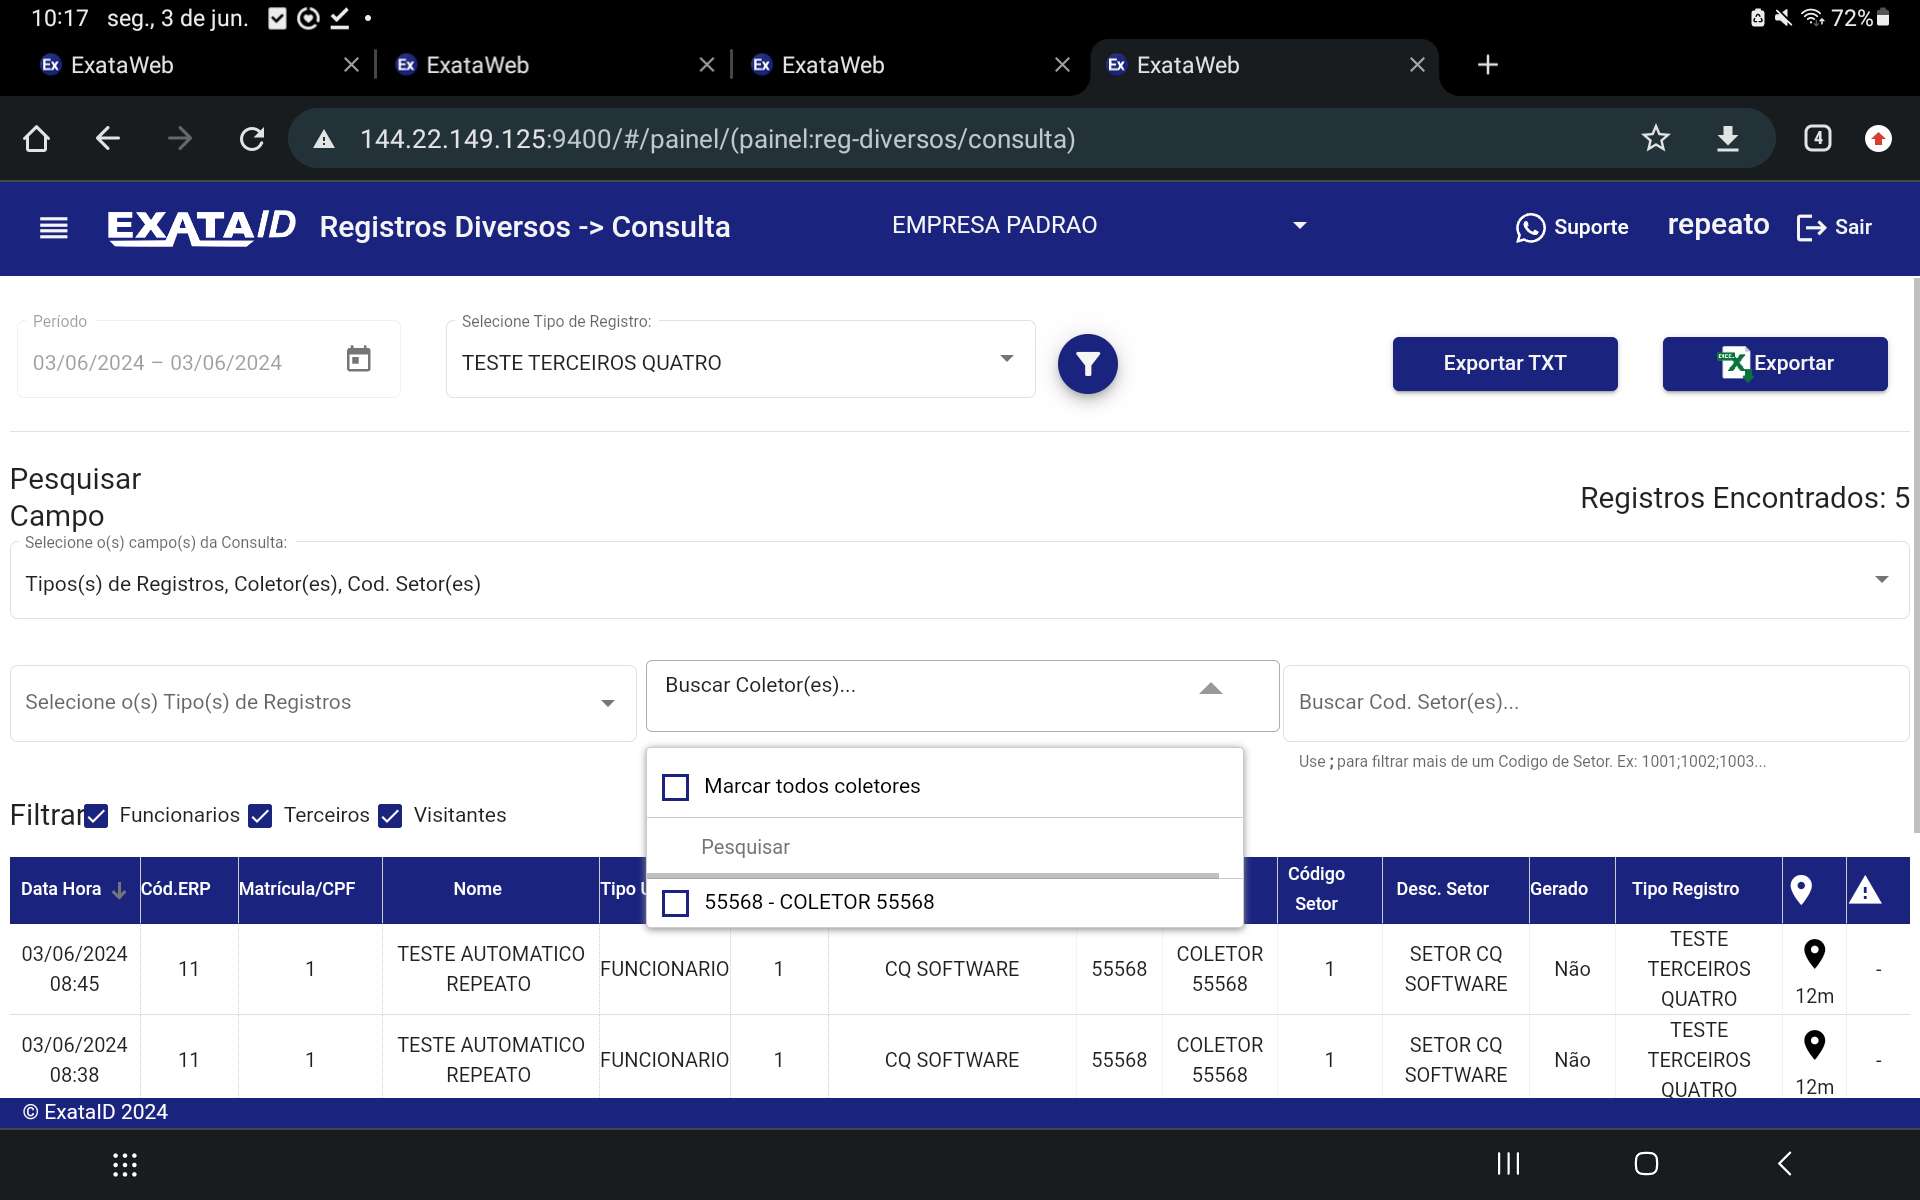 10:17 seg., 3 de jun. 72%
Ex ExataWeb Ex ExataWeb Ex ExataWeb Ex ExataWeb
144.22.149.125:9400/#/painel/(painel:reg-diversos/consulta) 4
EXATA/D Registros Diversos -> Consulta EMPRESA PADRAO Suporte repeato Sair
Período
03/06/2024 – 03/06/2024
Selecione Tipo de Registro:
TESTE TERCEIROS QUATRO
Exportar TXT
Exportar
Pesquisar
Campo
Registros Encontrados: 5
Selecione o(s) campo(s) da Consulta:
Tipos(s) de Registros, Coletor(es), Cod. Setor(es)
Selecione o(s) Tipo(s) de Registros
Buscar Coletor(es)...
Buscar Cod. Setor(es)...
Use ; para filtrar mais de um Codigo de Setor. Ex: 1001;1002;1003...
Marcar todos coletores
Pesquisar
55568 - COLETOR 55568
Filtrar Funcionarios Terceiros Visitantes
Data Hora Cód.ERP Matrícula/CPF Nome Tipo Código Setor Desc. Setor Gerado Tipo Registro
03/06/2024 08:45 11 1 TESTE AUTOMATICO REPEATO FUNCIONARIO 1 CQ SOFTWARE 55568 COLETOR 55568 1 SETOR CQ SOFTWARE Não TESTE TERCEIROS QUATRO 12m -
03/06/2024 08:38 11 1 TESTE AUTOMATICO REPEATO FUNCIONARIO 1 CQ SOFTWARE 55568 COLETOR 55568 1 SETOR CQ SOFTWARE Não TESTE TERCEIROS QUATRO 12m -
© ExataID 2024